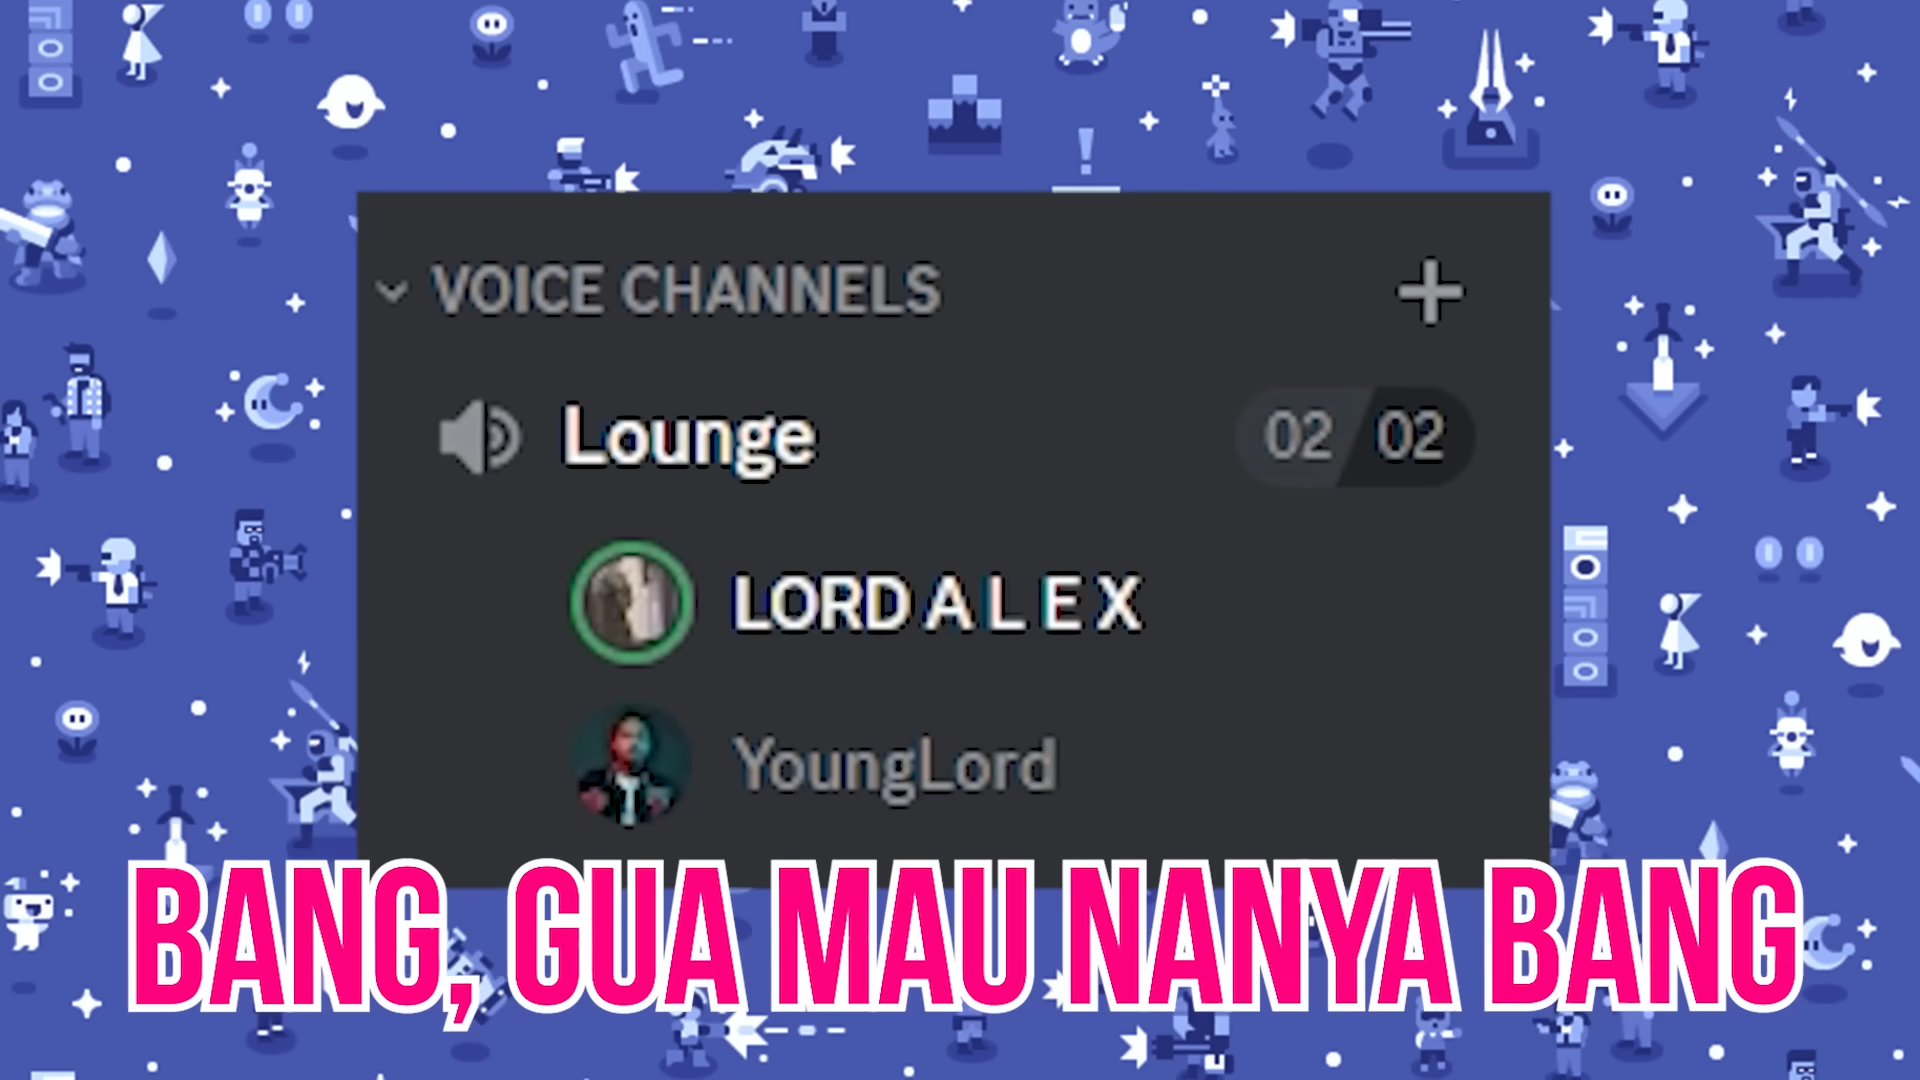 VOICE CHANNELS
Lounge 02 02
LORD A L E X
YoungLord
BANG, GUA MAU NANYA BANG